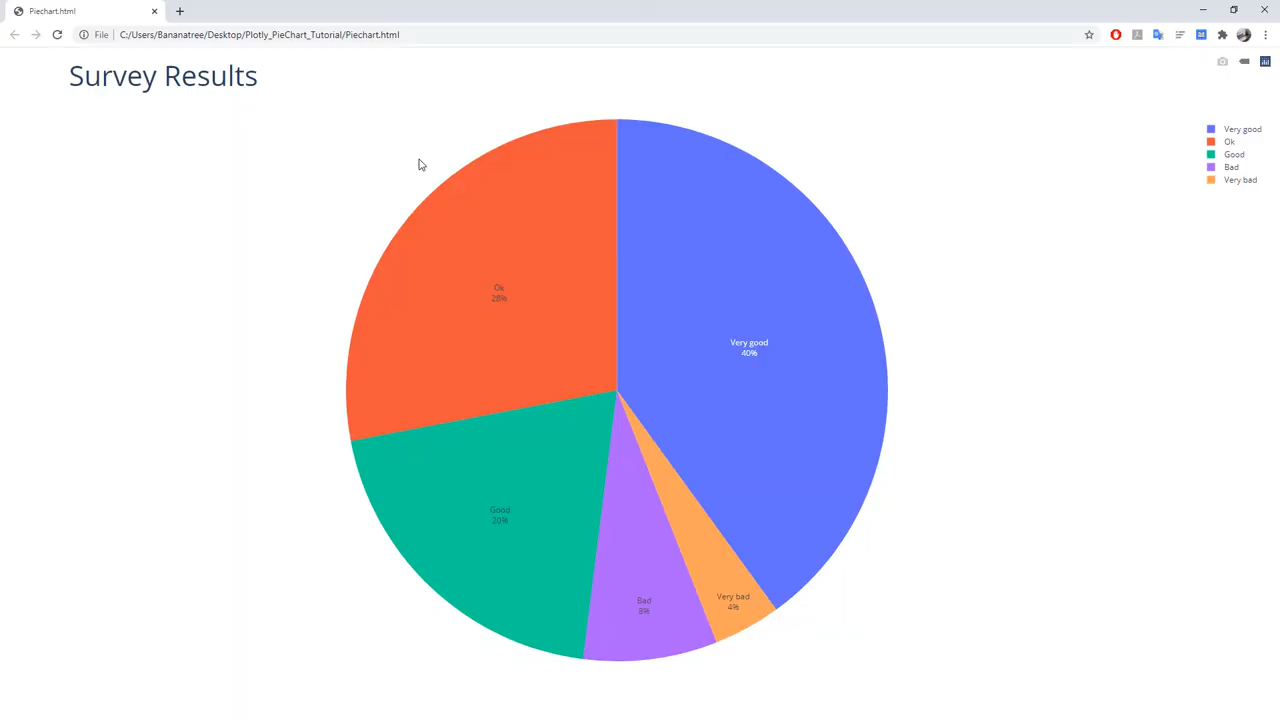 Piechart.html
File
C:/Users/Bananatree/Desktop/Plotly_PieChart_Tutorial/Piechart.html
Survey Results
Very good
Ok
Good
Bad
Very bad
Ok
28%
Very good
40%
Good
20%
Bad
8%
Very bad
4%